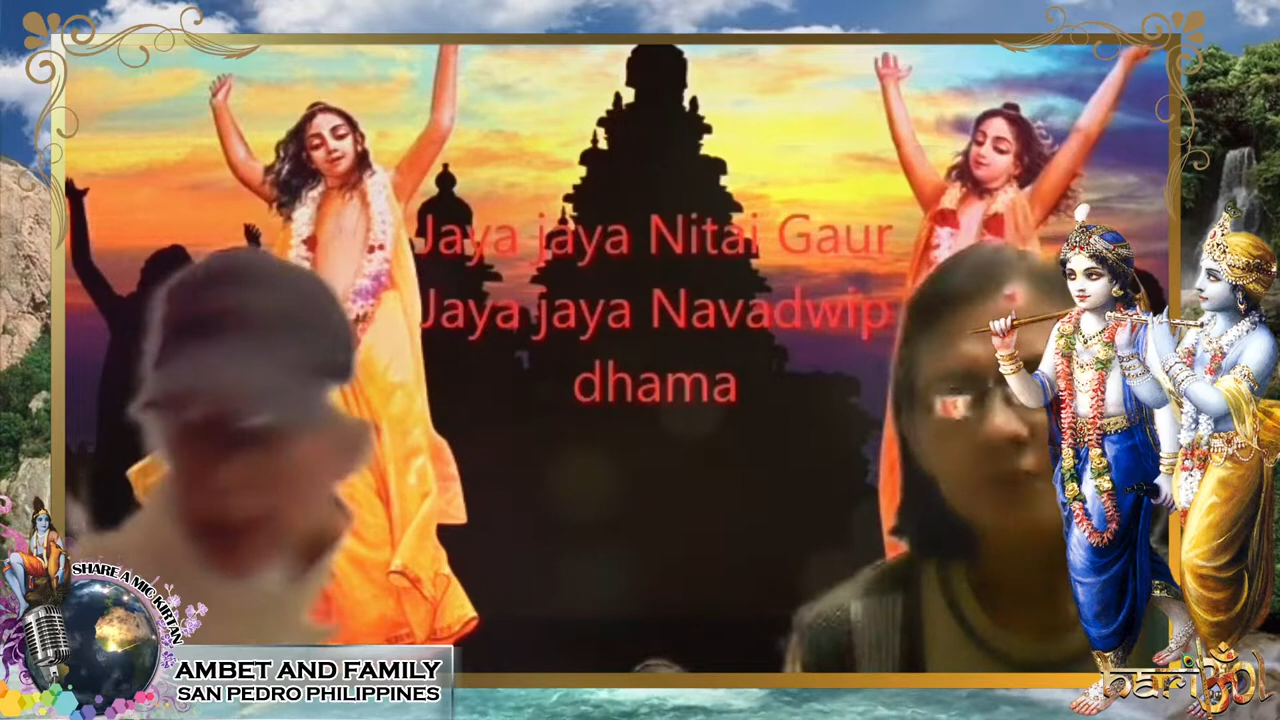 Jaya jaya Nitai Gaur
Jaya jaya Navadwip
dhama
SHARE A MIC KIRTAN
AMBET AND FAMILY
SAN PEDRO PHILIPPINES
haribol